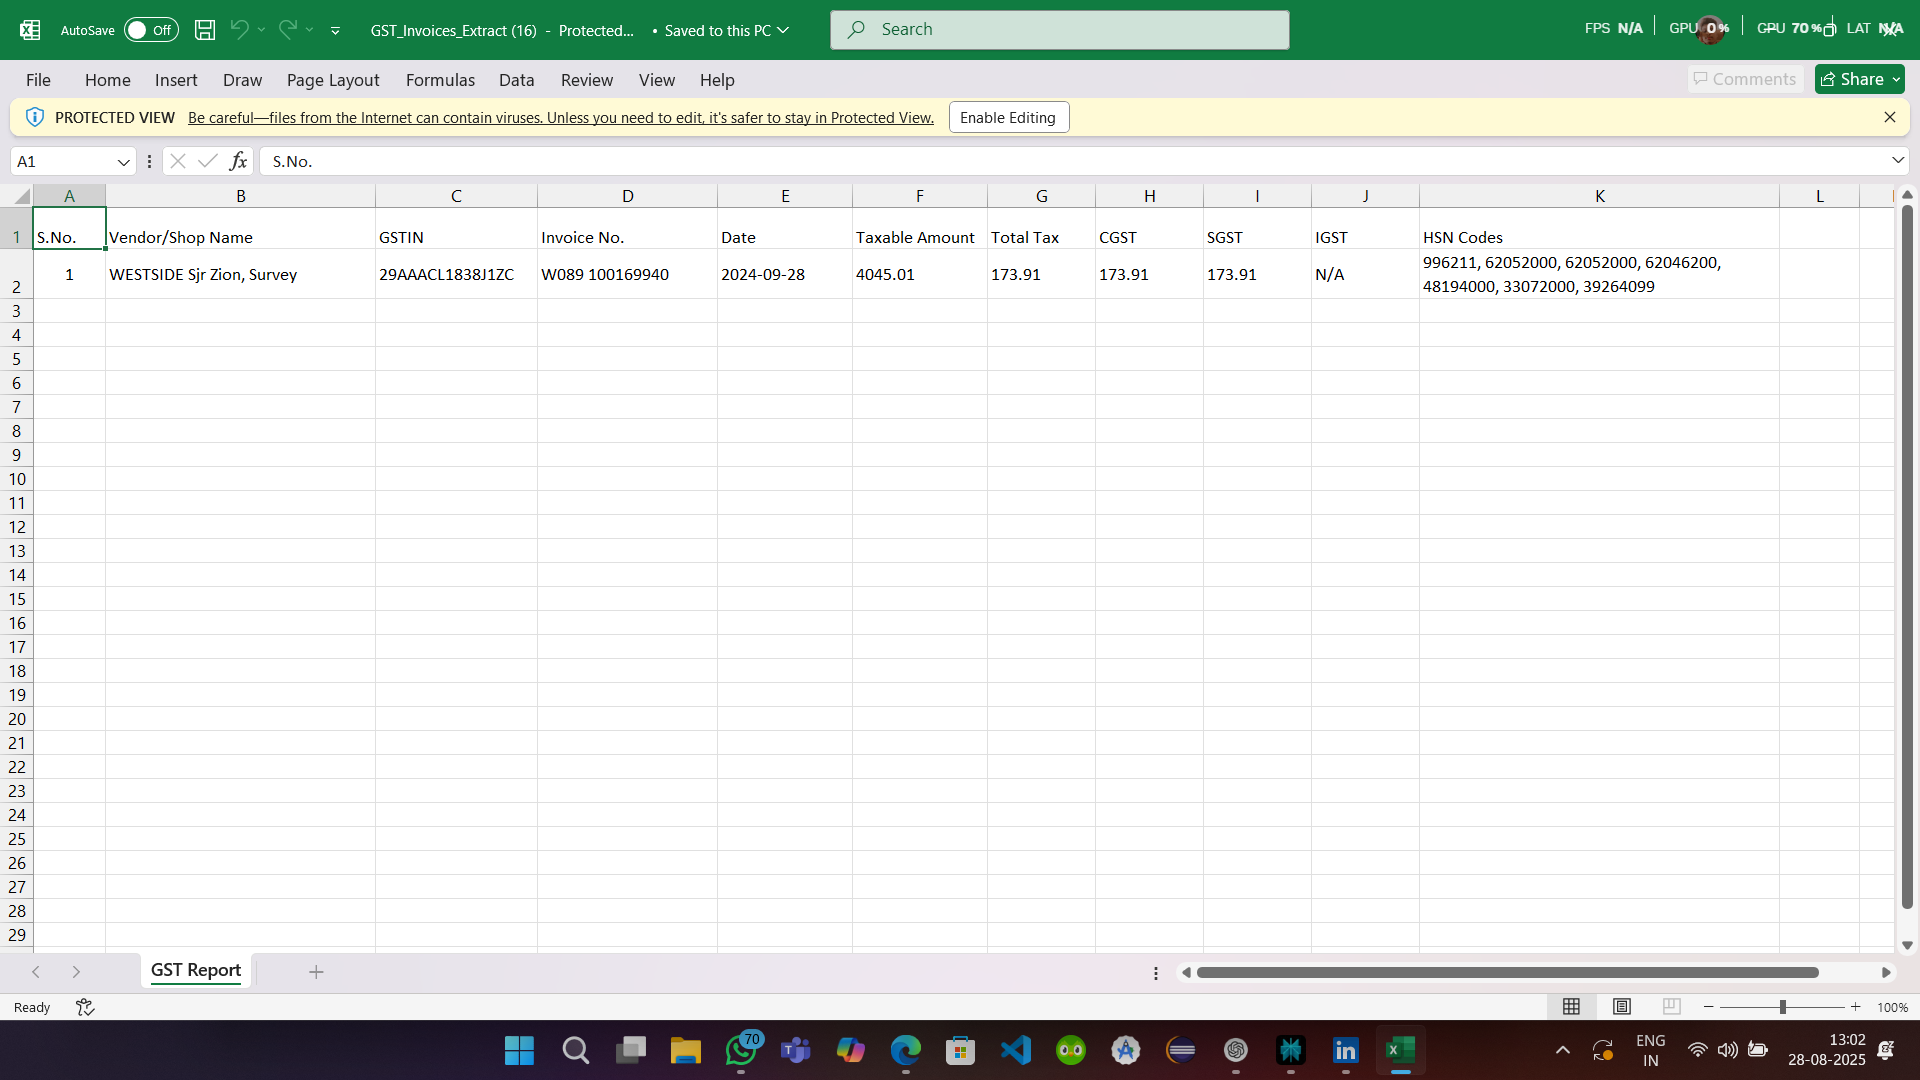 AutoSave Off GST_Invoices_Extract (16) - Protected... • Saved to this PC Search FPS N/A GPU 0% CPU 70% LAT N/A
File Home Insert Draw Page Layout Formulas Data Review View Help Comments Share
PROTECTED VIEW Be careful—files from the Internet can contain viruses. Unless you need to edit, it's safer to stay in Protected View. Enable Editing
A1 fx S.No.
A B C D E F G H I J K L
1 S.No. Vendor/Shop Name GSTIN Invoice No. Date Taxable Amount Total Tax CGST SGST IGST HSN Codes
2 1 WESTSIDE Sjr Zion, Survey 29AAACL1838J1ZC W089 100169940 2024-09-28 4045.01 173.91 173.91 173.91 N/A 996211, 62052000, 62052000, 62046200,
48194000, 33072000, 39264099
3
4
5
6
7
8
9
10
11
12
13
14
15
16
17
18
19
20
21
22
23
24
25
26
27
28
29
GST Report
Ready 100%
70 ENG 13:02
IN 28-08-2025